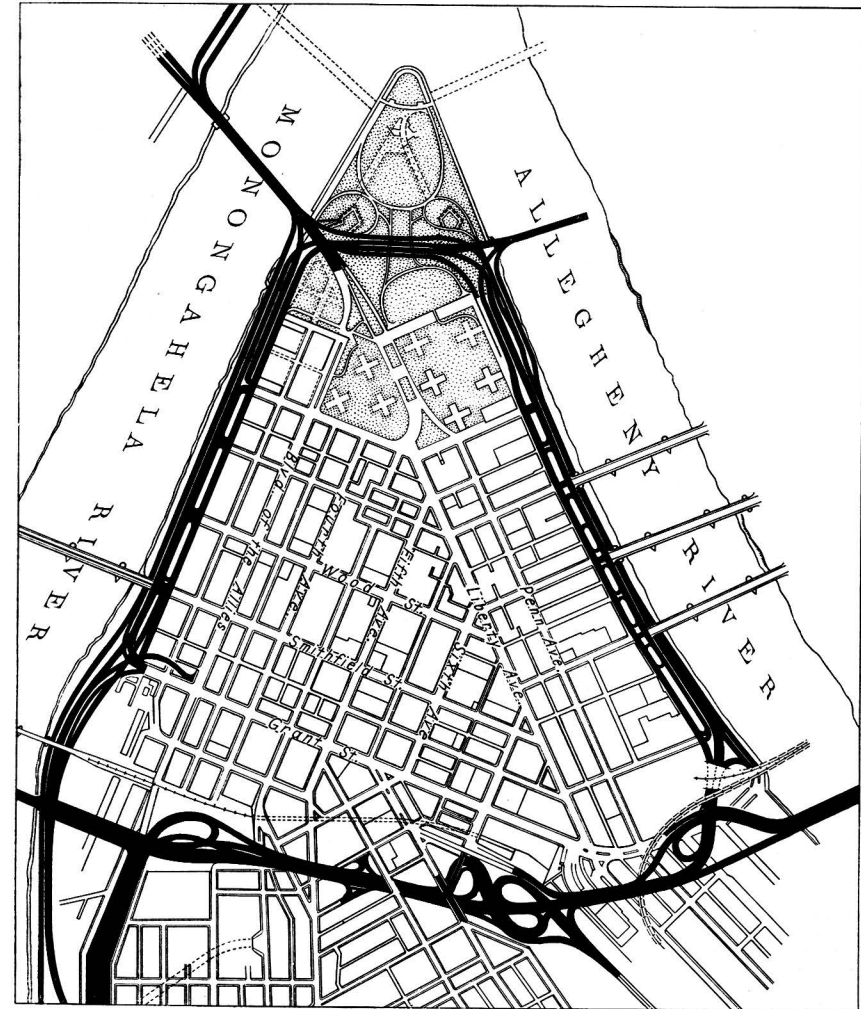 MONONGAHELA RIVER
ALLEGHENY RIVER
Blvd. of the Allies
Fourth Ave.
Fifth Ave.
Wood St.
Smithfield St.
Sixth Ave
Liberty Ave.
Penn Ave.
Grant St.